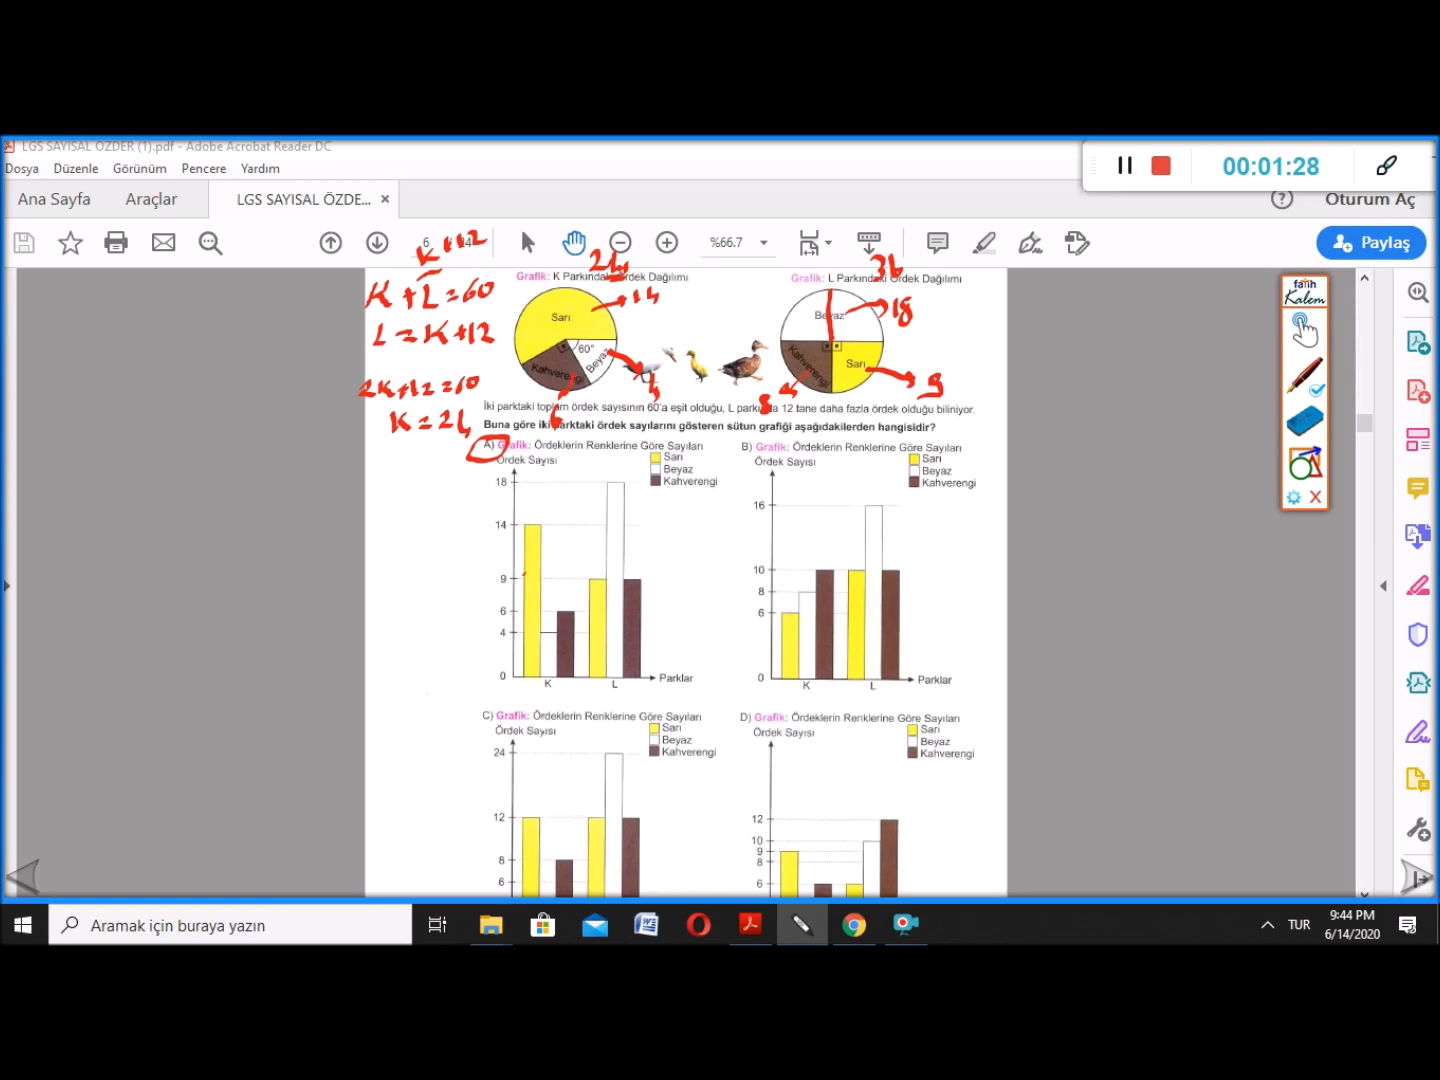 LGS SAYISAL ÖZDER (1).pdf - Adobe Acrobat Reader DC
Dosya Düzenle Görünüm Pencere Yardım
00:01:28
Ana Sayfa Araçlar LGS SAYISAL ÖZDE... × Oturum Aç
6 %66.7 Paylaş
K+12
K+L=60
L=K+12
2K+12=60
K=24
Grafik: K Parkındaki Ördek Dağılımı
24
14
Sarı
60°
Beyaz
Kahverengi
4
6
Grafik: L Parkındaki Ördek Dağılımı
36
Beyaz
18
Kahverengi
Sarı
9
İki parktaki toplam ördek sayısının 60'a eşit olduğu, L parkında 12 tane daha fazla ördek olduğu biliniyor.
Buna göre iki parktaki ördek sayılarını gösteren sütun grafiği aşağıdakilerden hangisidir?
A) Grafik: Ördeklerin Renklerine Göre Sayıları
Ördek Sayısı
Sarı
Beyaz
Kahverengi
18
14
9
6
4
0
K L Parklar
B) Grafik: Ördeklerin Renklerine Göre Sayıları
Ördek Sayısı
Sarı
Beyaz
Kahverengi
16
10
8
6
0
K L Parklar
C) Grafik: Ördeklerin Renklerine Göre Sayıları
Ördek Sayısı
Sarı
Beyaz
Kahverengi
24
12
8
6
D) Grafik: Ördeklerin Renklerine Göre Sayıları
Ördek Sayısı
Sarı
Beyaz
Kahverengi
12
10
9
8
6
fatih
Kalem
X
Aramak için buraya yazın
TUR
9:44 PM
6/14/2020